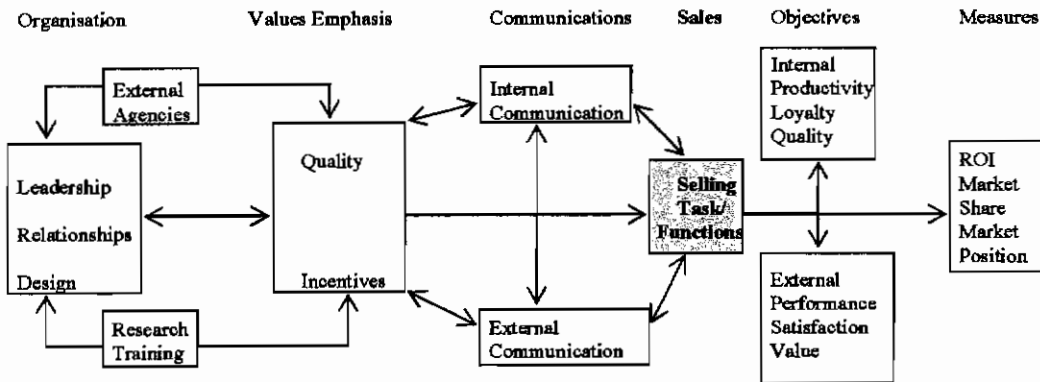 Organisation
Values Emphasis
Communications
Sales
Objectives
Measures
External
Agencies
Leadership
Relationships
Design
Research
Training
Quality
Incentives
Internal
Communication
External
Communication
Selling
Task/
Functions
Internal
Productivity
Loyalty
Quality
External
Performance
Satisfaction
Value
ROI
Market
Share
Market
Position